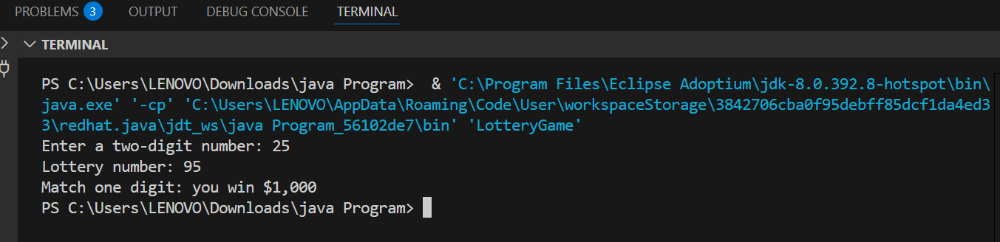 PROBLEMS 3 OUTPUT DEBUG CONSOLE TERMINAL
TERMINAL
PS C:\Users\LENOVO\Downloads\java Program>  & 'C:\Program Files\Eclipse Adoptium\jdk-8.0.392.8-hotspot\bin\
java.exe' '-cp' 'C:\Users\LENOVO\AppData\Roaming\Code\User\workspaceStorage\3842706cba0f95debff85dcf1da4ed3
3\redhat.java\jdt_ws\java Program_56102de7\bin' 'LotteryGame'
Enter a two-digit number: 25
Lottery number: 95
Match one digit: you win $1,000
PS C:\Users\LENOVO\Downloads\java Program>